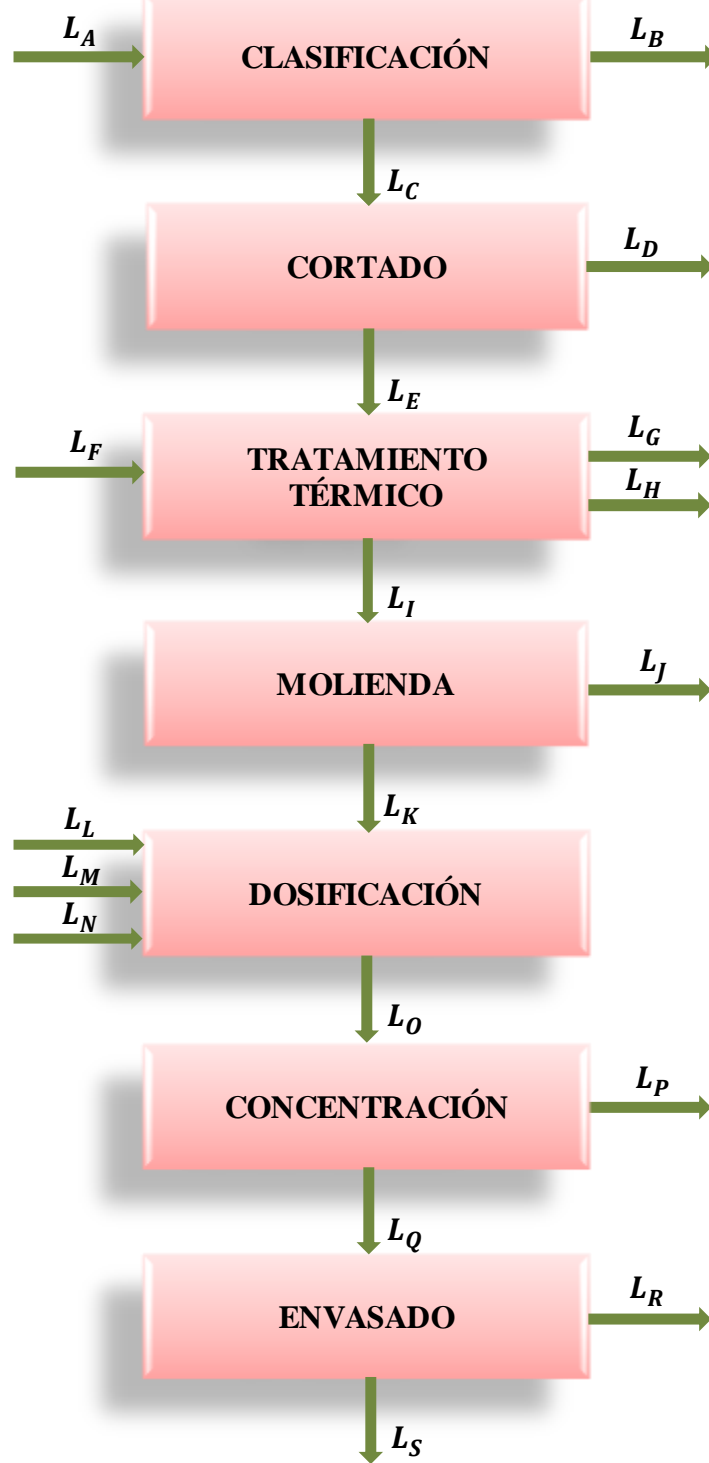 L_A
CLASIFICACIÓN
L_B
L_C
CORTADO
L_D
L_E
L_F
TRATAMIENTO
TÉRMICO
L_G
L_H
L_I
MOLIENDA
L_J
L_K
L_L
L_M
L_N
DOSIFICACIÓN
L_O
CONCENTRACIÓN
L_P
L_Q
ENVASADO
L_R
L_S